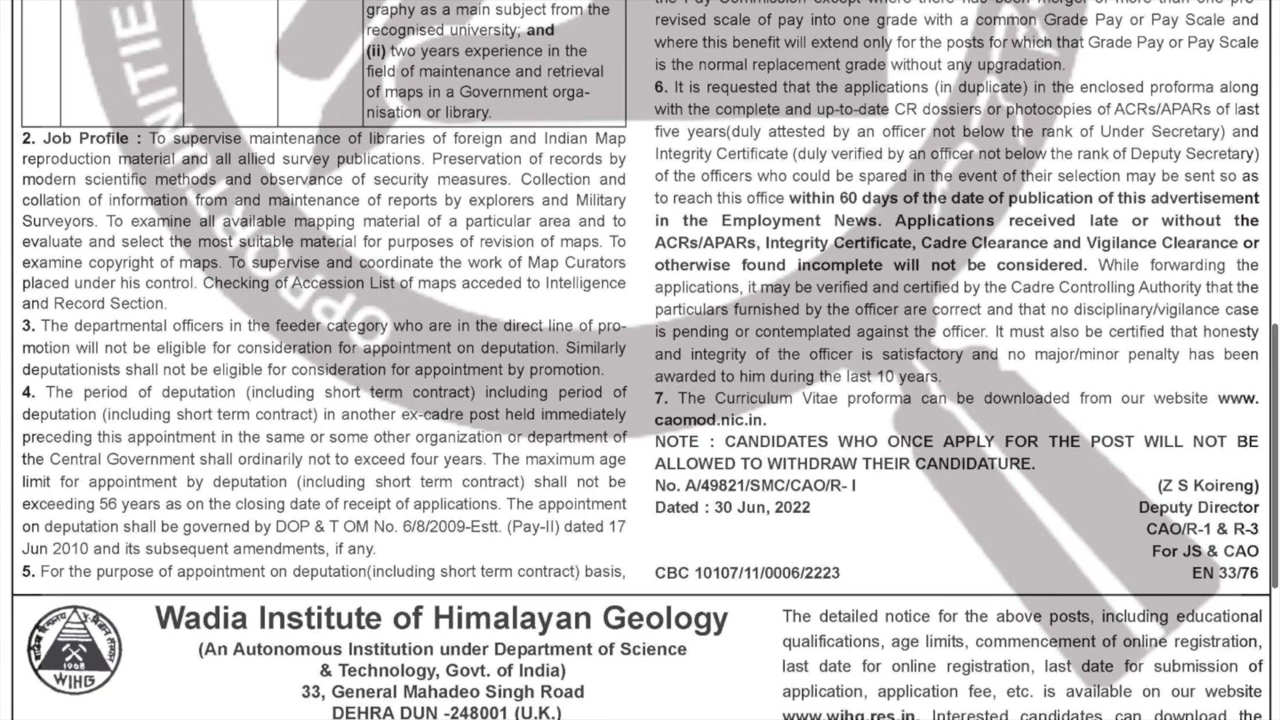 graphy as a main subject from the
recognised university; and
(ii) two years experience in the
field of maintenance and retrieval
of maps in a Government orga-
nisation or library.
2. Job Profile : To supervise maintenance of libraries of foreign and Indian Map
reproduction material and all allied survey publications. Preservation of records by
modern scientific methods and observance of security measures. Collection and
collation of information from and maintenance of reports by explorers and Military
Surveyors. To examine all available mapping material of a particular area and to
evaluate and select the most suitable material for purposes of revision of maps. To
examine copyright of maps. To supervise and coordinate the work of Map Curators
placed under his control. Checking of Accession List of maps acceded to Intelligence
and Record Section.
3. The departmental officers in the feeder category who are in the direct line of pro-
motion will not be eligible for consideration for appointment on deputation. Similarly
deputationists shall not be eligible for consideration for appointment by promotion.
4. The period of deputation (including short term contract) including period of
deputation (including short term contract) in another ex-cadre post held immediately
preceding this appointment in the same or some other organization or department of
the Central Government shall ordinarily not to exceed four years. The maximum age
limit for appointment by deputation (including short term contract) shall not be
exceeding 56 years as on the closing date of receipt of applications. The appointment
on deputation shall be governed by DOP & T OM No. 6/8/2009-Estt. (Pay-II) dated 17
Jun 2010 and its subsequent amendments, if any.
5. For the purpose of appointment on deputation(including short term contract) basis,
the Pay Commission except where there has been merger of more than one pre-
revised scale of pay into one grade with a common Grade Pay or Pay Scale and
where this benefit will extend only for the posts for which that Grade Pay or Pay Scale
is the normal replacement grade without any upgradation.
6. It is requested that the applications (in duplicate) in the enclosed proforma along
with the complete and up-to-date CR dossiers or photocopies of ACRs/APARs of last
five years(duly attested by an officer not below the rank of Under Secretary) and
Integrity Certificate (duly verified by an officer not below the rank of Deputy Secretary)
of the officers who could be spared in the event of their selection may be sent so as
to reach this office within 60 days of the date of publication of this advertisement
in the Employment News. Applications received late or without the
ACRs/APARs, Integrity Certificate, Cadre Clearance and Vigilance Clearance or
otherwise found incomplete will not be considered. While forwarding the
applications, it may be verified and certified by the Cadre Controlling Authority that the
particulars furnished by the officer are correct and that no disciplinary/vigilance case
is pending or contemplated against the officer. It must also be certified that honesty
and integrity of the officer is satisfactory and no major/minor penalty has been
awarded to him during the last 10 years.
7. The Curriculum Vitae proforma can be downloaded from our website www.
caomod.nic.in.
NOTE : CANDIDATES WHO ONCE APPLY FOR THE POST WILL NOT BE
ALLOWED TO WITHDRAW THEIR CANDIDATURE.
No. A/49821/SMC/CAO/R- I
(Z S Koireng)
Dated : 30 Jun, 2022
Deputy Director
CAO/R-1 & R-3
For JS & CAO
CBC 10107/11/0006/2223
EN 33/76
OPPORTUNITIE
1968
WIHG
Wadia Institute of Himalayan Geology
(An Autonomous Institution under Department of Science
& Technology, Govt. of India)
33, General Mahadeo Singh Road
DEHRA DUN -248001 (U.K.)
The detailed notice for the above posts, including educational
qualifications, age limits, commencement of online registration,
last date for online registration, last date for submission of
application, application fee, etc. is available on our website
www.wihg.res.in. Interested candidates can download the